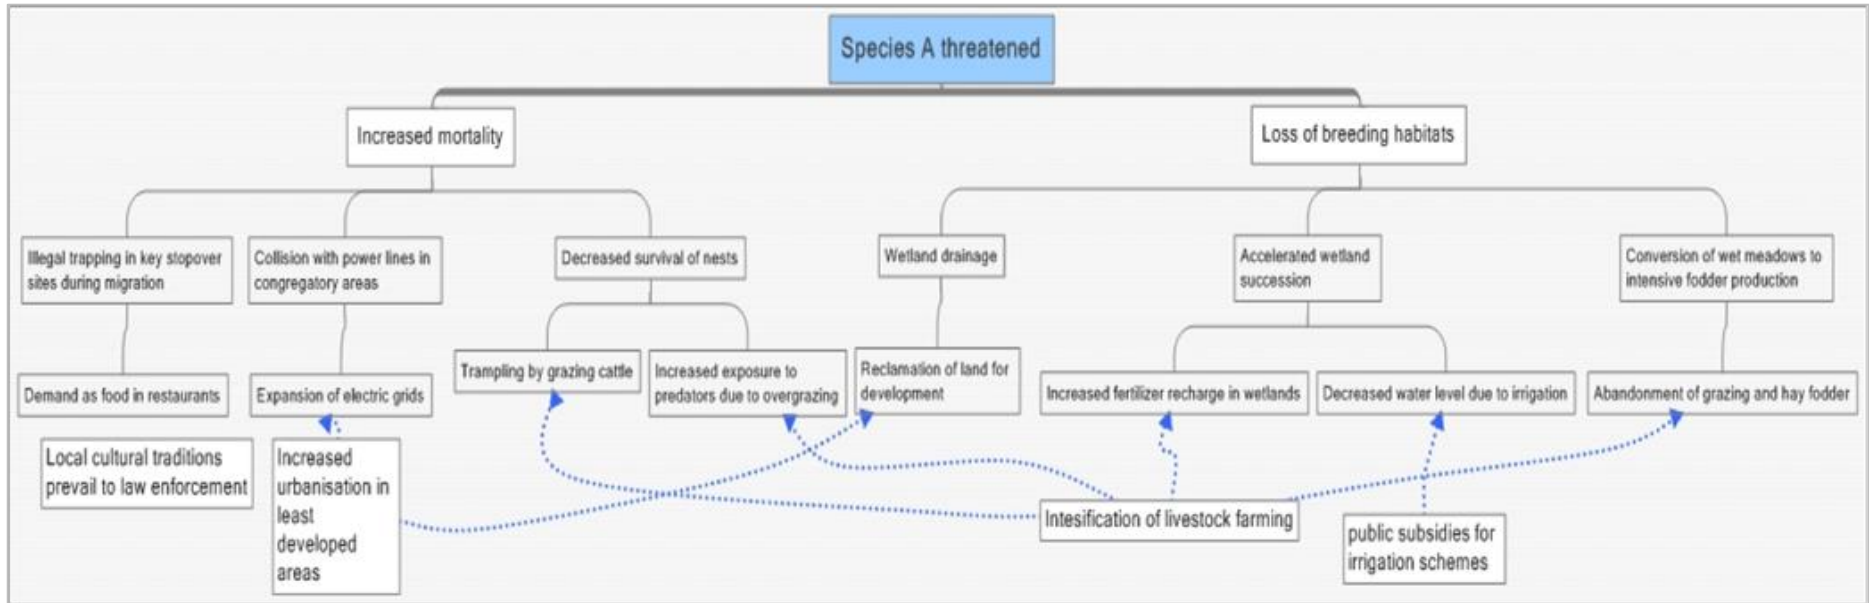 Species A threatened
Increased mortality
Loss of breeding habitats
Illegal trapping in key stopover
sites during migration
Collision with power lines in
congregatory areas
Decreased survival of nests
Wetland drainage
Accelerated wetland
succession
Conversion of wet meadows to
intensive fodder production
Demand as food in restaurants
Expansion of electric grids
Trampling by grazing cattle
Increased exposure to
predators due to overgrazing
Reclamation of land for
development
Increased fertilizer recharge in wetlands
Decreased water level due to irrigation
Abandonment of grazing and hay fodder
Local cultural traditions
prevail to law enforcement
Increased
urbanisation in
least
developed
areas
Intesification of livestock farming
public subsidies for
irrigation schemes